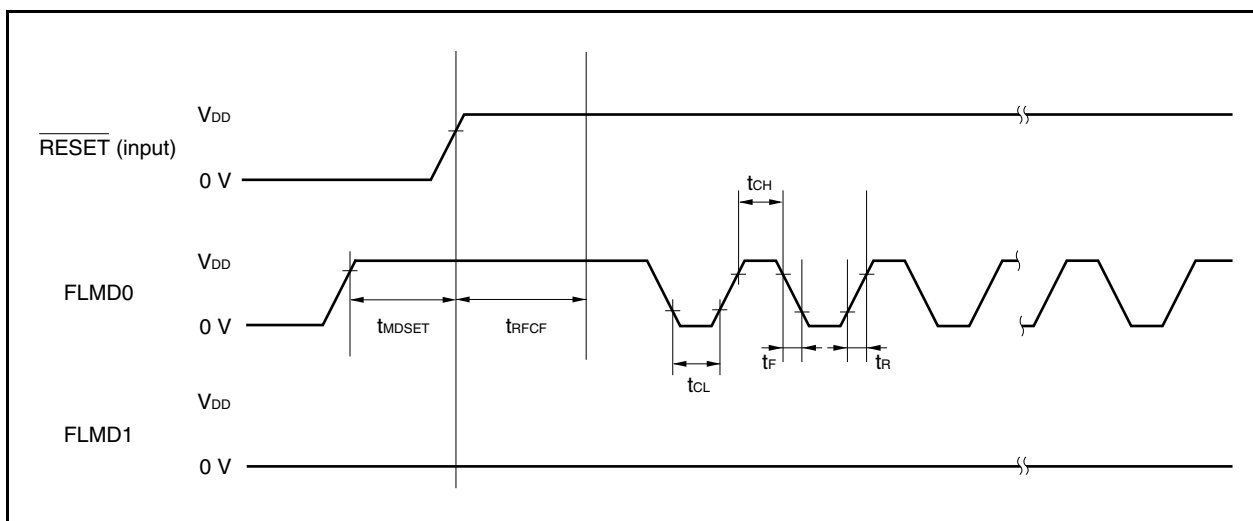 VDD
RESET (input)
0 V
tCH
VDD
FLMD0
tMDSET
tRFCF
0 V
tF
tR
tCL
VDD
FLMD1
0 V